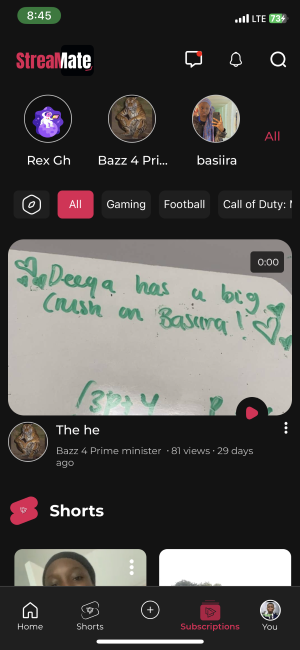 8:45
LTE 73
StreaMate
Rex Gh
Bazz 4 Pri...
basiira
All
All
Gaming
Football
Call of Duty:
0:00
Deeqa has a big
Crush on Basiira!
The he
Bazz 4 Prime minister · 81 views · 29 days
ago
Shorts
Home
Shorts
Subscriptions
You